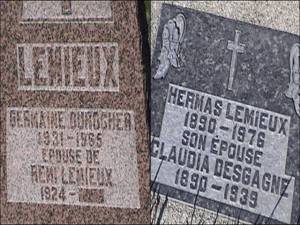 LEMIEUX
GERMAINE DUROCHER
1931-1985
EPOUSE DE
REMI LEMIEUX
1924-
HERMAS LEMIEUX
1890-1976
SON EPOUSE
CLAUDIA DESGAGNE
1890-1939